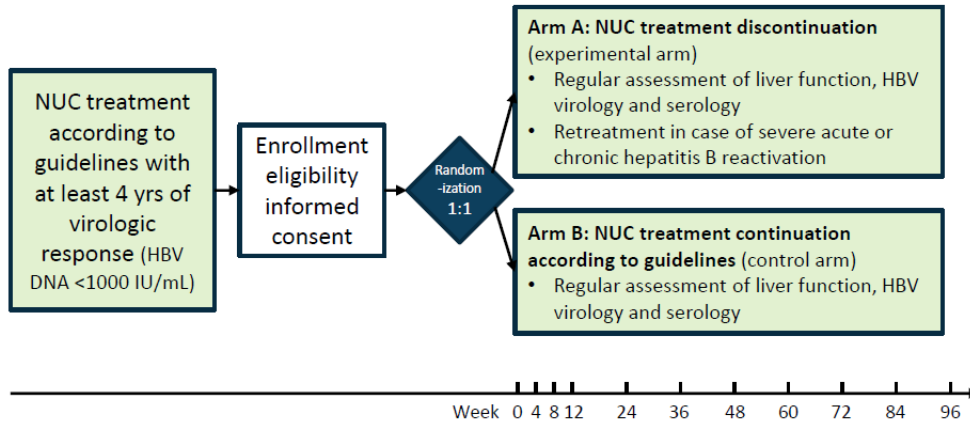 NUC treatment
according to
guidelines with
at least 4 yrs of
virologic
response (HBV
DNA <1000 IU/mL)
Enrollment
eligibility
informed
consent
Random
-ization
1:1
Arm A: NUC treatment discontinuation
(experimental arm)
• Regular assessment of liver function, HBV
virology and serology
• Retreatment in case of severe acute or
chronic hepatitis B reactivation
Arm B: NUC treatment continuation
according to guidelines (control arm)
• Regular assessment of liver function, HBV
virology and serology
Week 0 4 8 12 24 36 48 60 72 84 96